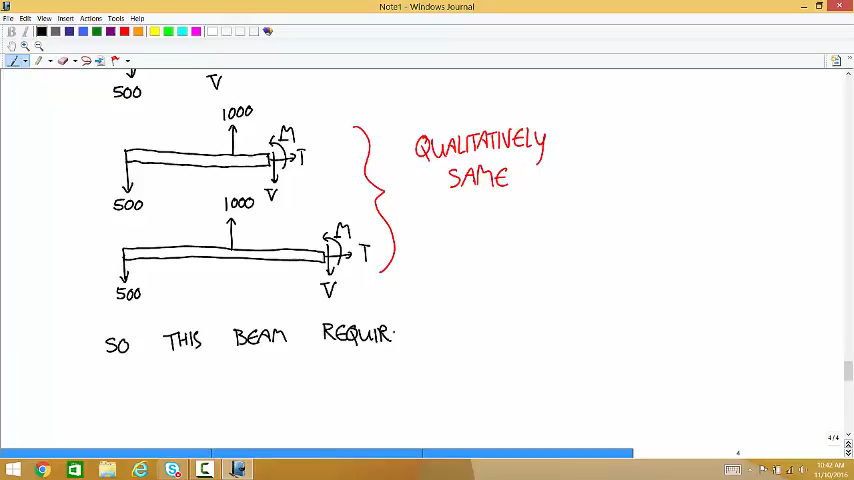 Note1 - Windows Journal
File Edit View Insert Actions Tools Help
B I
500
V
1000
M
T
V
500
QUALITATIVELY
SAME
1000
M
T
V
500
SO THIS BEAM REQUIR
4/4
4
10:42 AM
11/10/2016